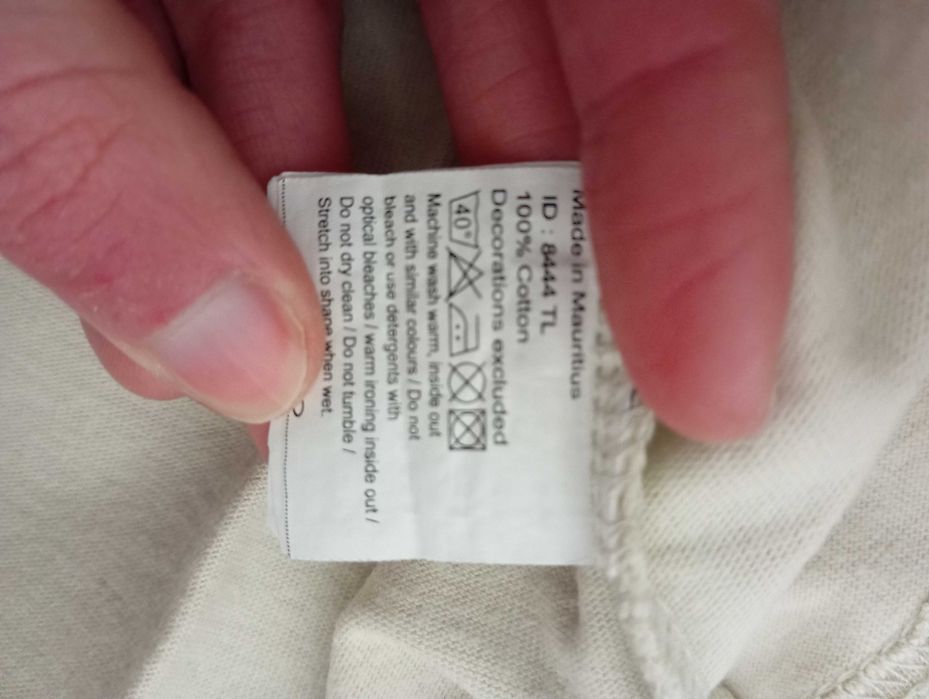 Made in Mauritius
ID : 8444 TL
100% Cotton
Decorations excluded
40°
Machine wash warm, inside out
and with similar colours / Do not
bleach or use detergents with
optical bleaches / warm ironing inside out /
Do not dry clean / Do not tumble /
Stretch into shape when wet.